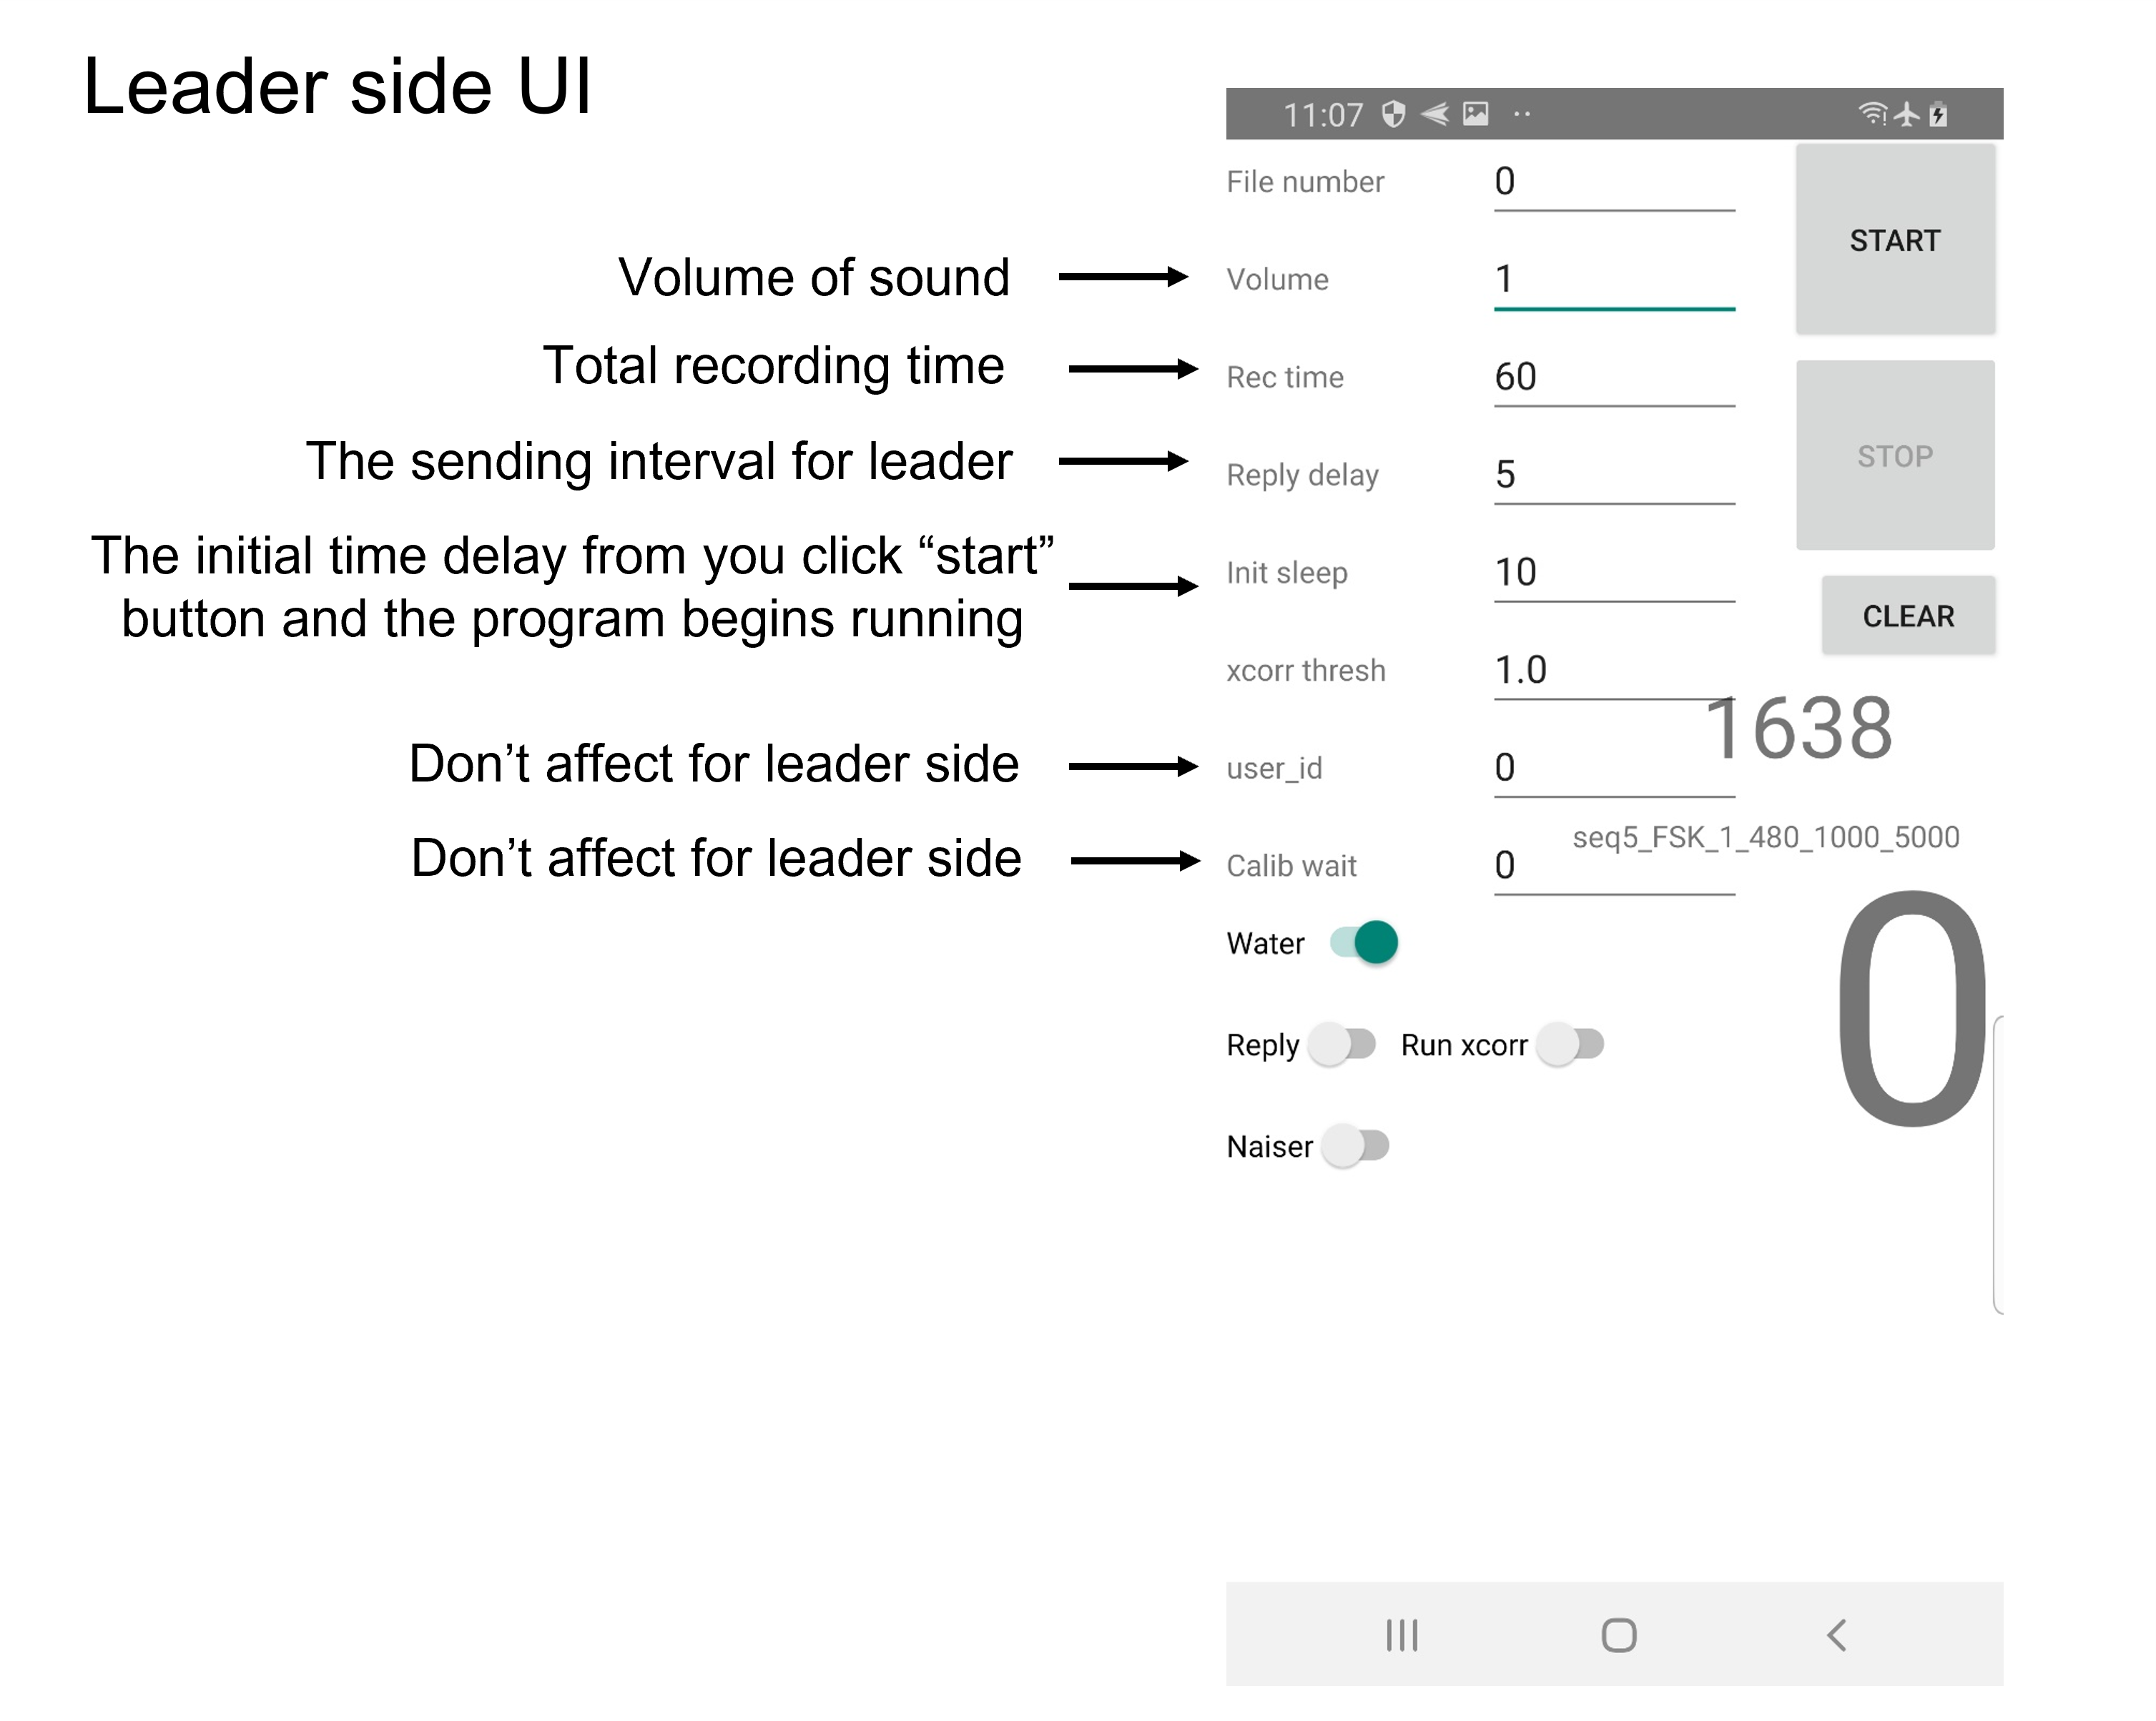 Leader side UI
11:07
File number 0
START
Volume of sound
Volume 1
Total recording time
Rec time 60
The sending interval for leader
Reply delay 5
STOP
The initial time delay from you click “start”
button and the program begins running
Init sleep 10
CLEAR
xcorr thresh 1.0
1638
Don’t affect for leader side
user_id 0
seq5_FSK_1_480_1000_5000
Don’t affect for leader side
Calib wait 0
Water
0
Reply Run xcorr
Naiser